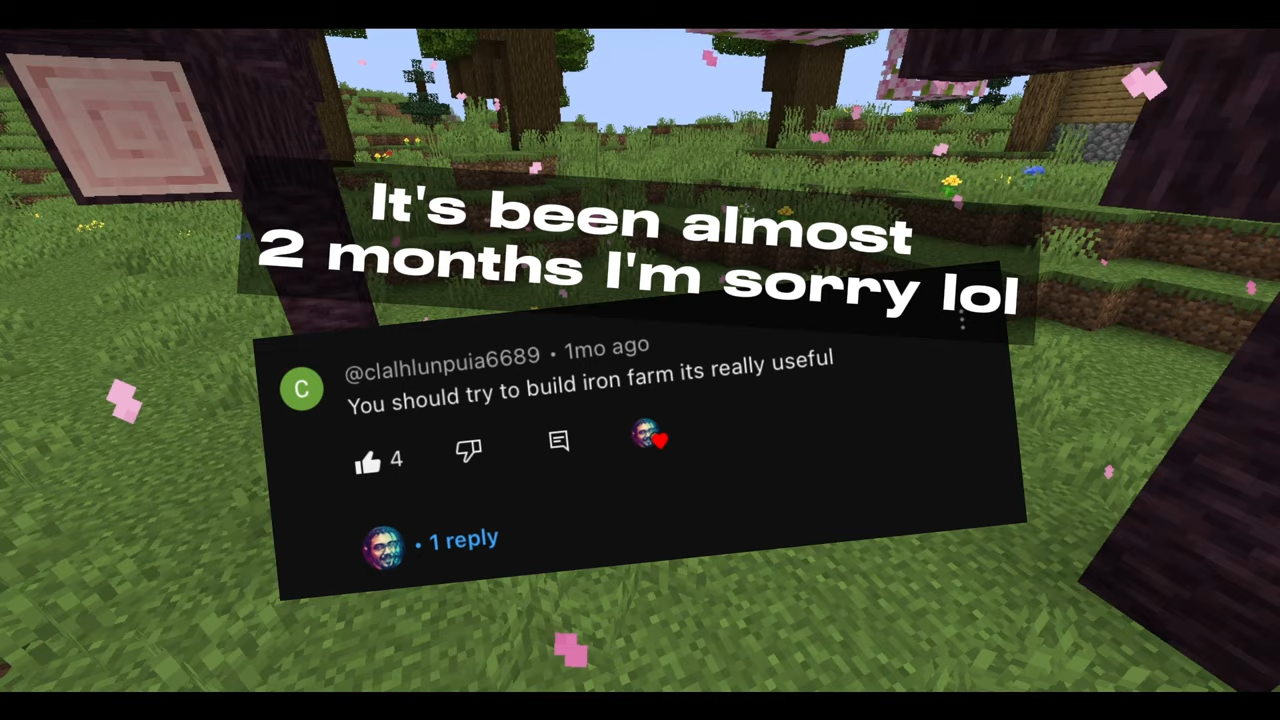 It's been almost
2 months I'm sorry lol
@clalhlunpuia6689 • 1mo ago
You should try to build iron farm its really useful
4
C
• 1 reply